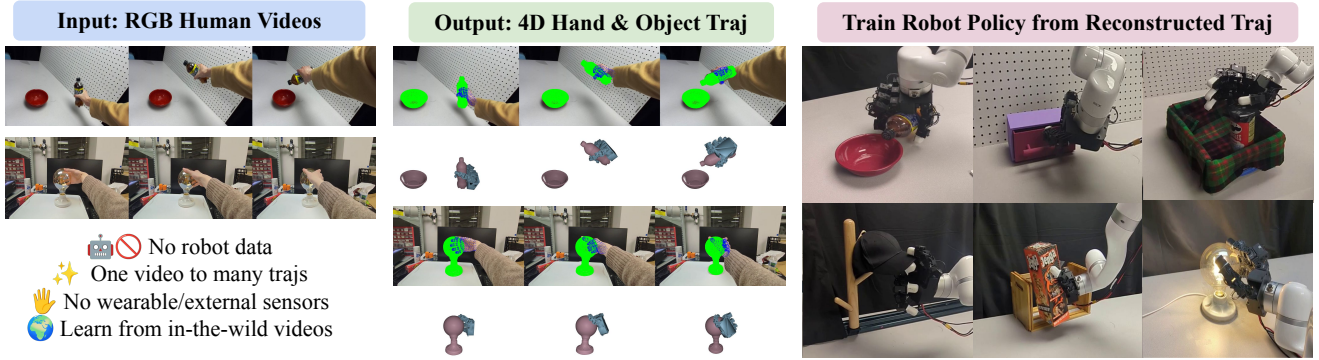 Input: RGB Human Videos
Output: 4D Hand & Object Traj
Train Robot Policy from Reconstructed Traj
🤖🚫 No robot data
✨ One video to many trajs
🖐 No wearable/external sensors
🌍 Learn from in-the-wild videos